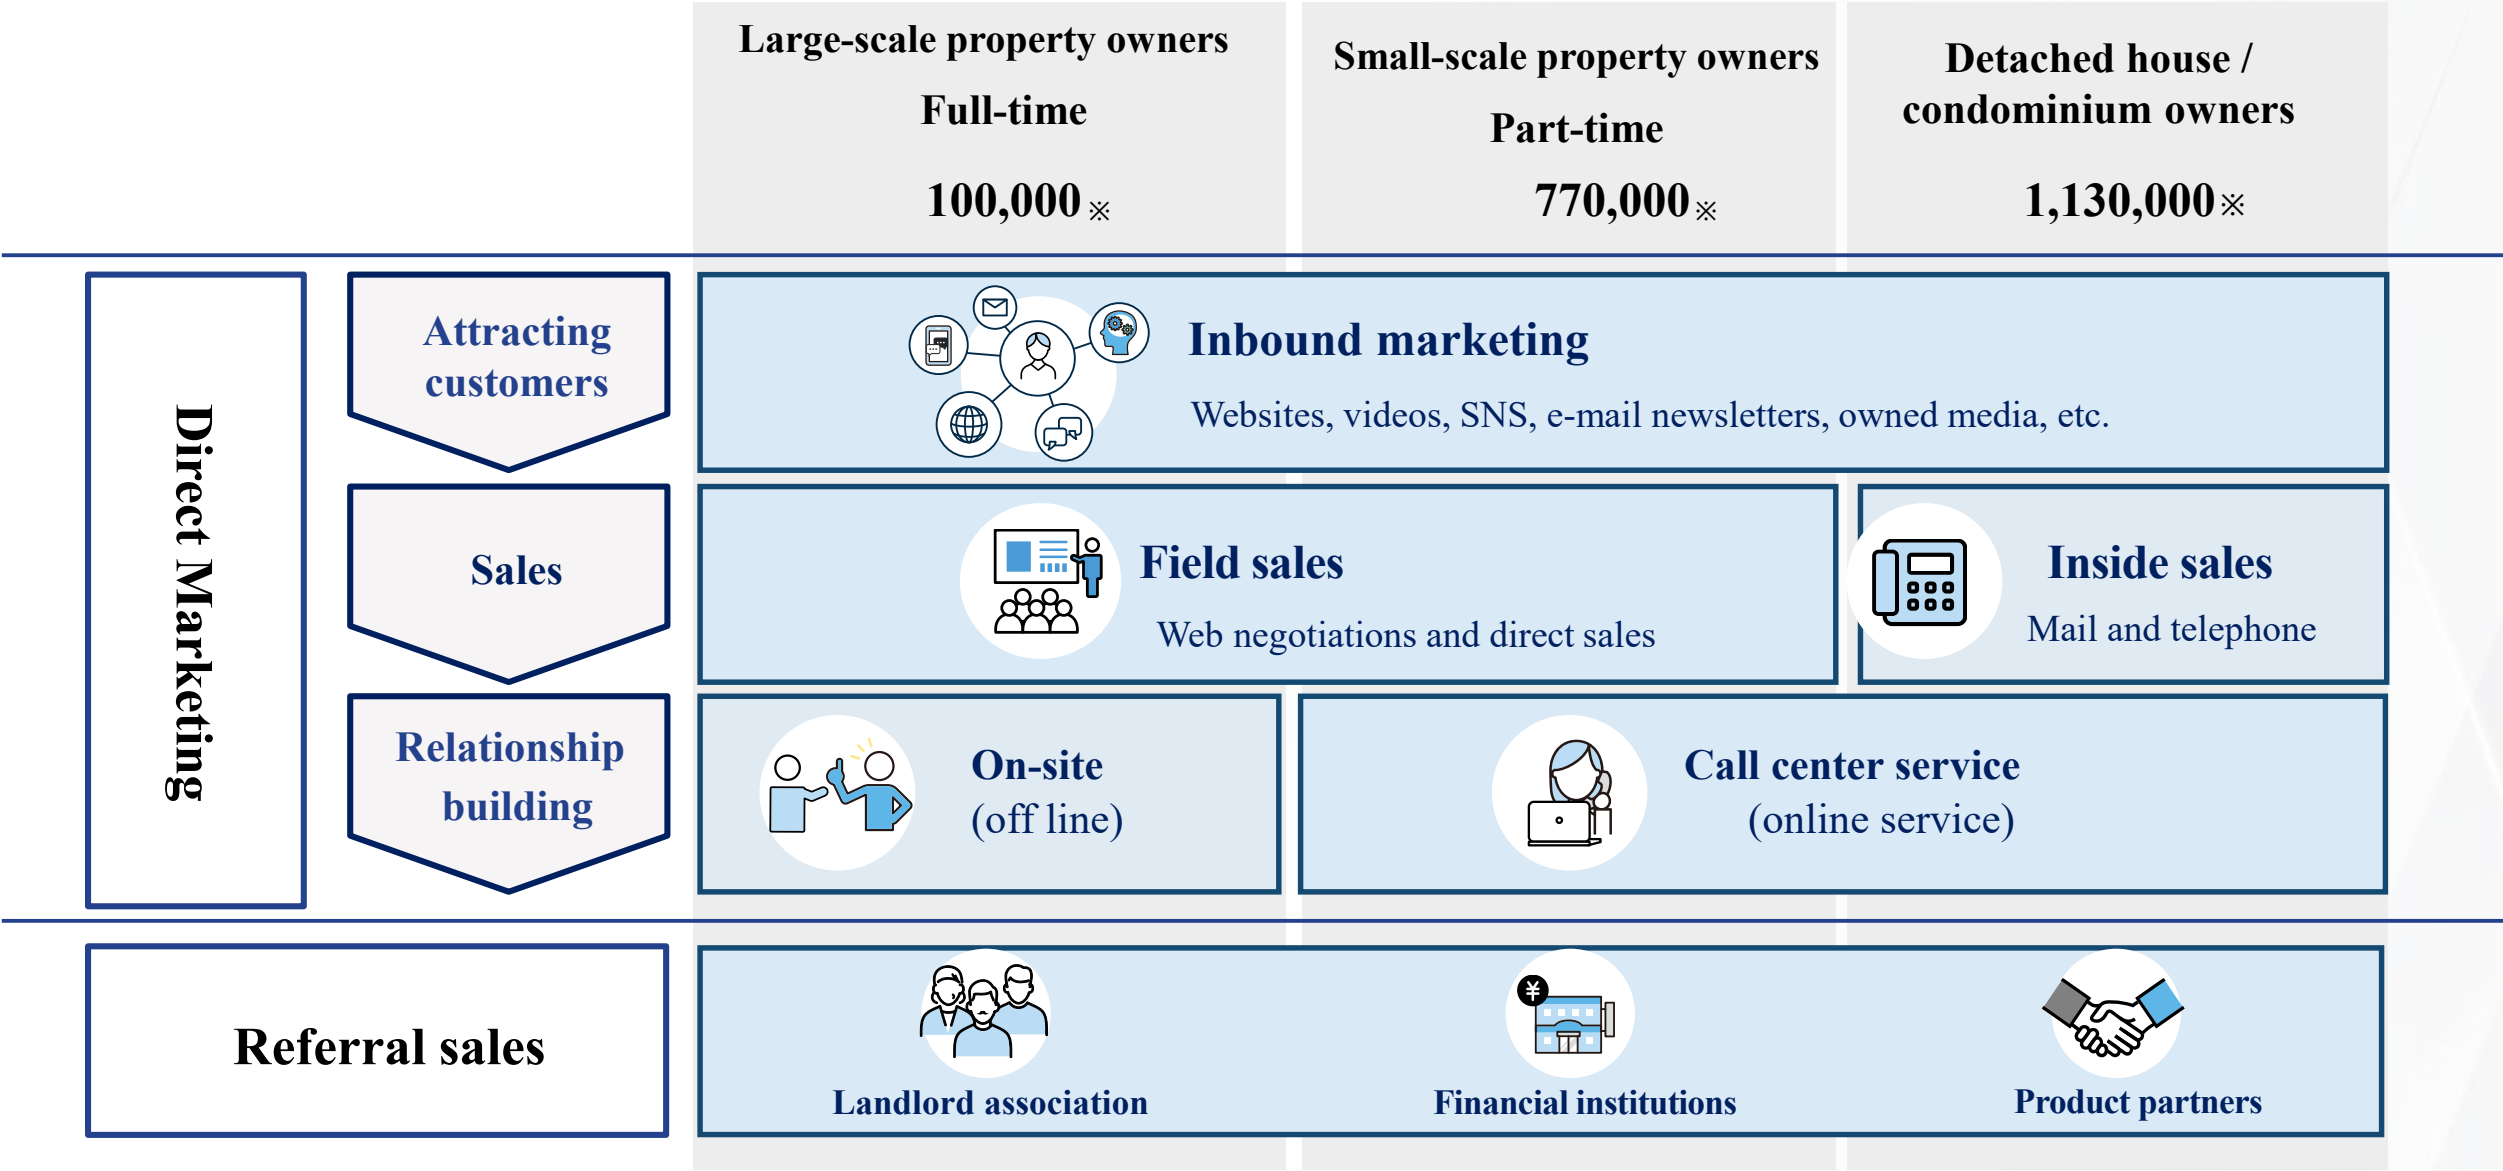 Large-scale property owners
Full-time
100,000 ※
Small-scale property owners
Part-time
770,000 ※
Detached house /
condominium owners
1,130,000 ※
Direct Marketing
Attracting
customers
Inbound marketing
Websites, videos, SNS, e-mail newsletters, owned media, etc.
Sales
Field sales
Web negotiations and direct sales
Inside sales
Mail and telephone
Relationship
building
On-site
(off line)
Call center service
(online service)
Referral sales
¥
Landlord association
Financial institutions
Product partners